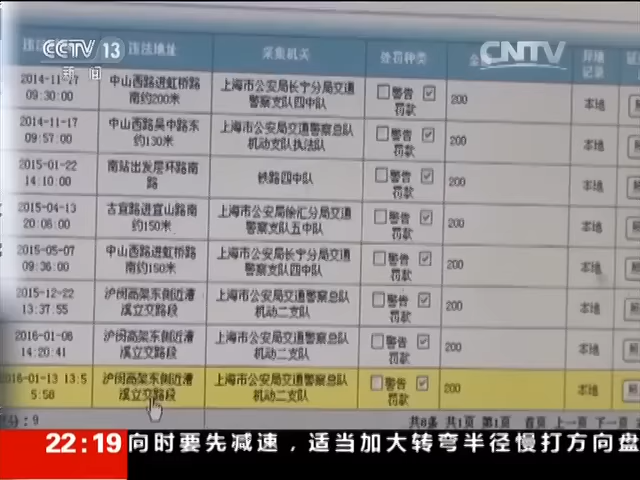 CCTV 13
新闻
CNTV
违法地址 采集机关 处罚种类
记录
2014-11-17 09:30:00
中山西路进虹桥路南约200米
上海市公安局长宁分局交通警察支队四中队
警告 罚款
200
本地
2014-11-17 09:57:00
中山西路吴中路东约130米
上海市公安局交通警察总队机动支队执法队
警告 罚款
200
本地
2015-01-22 14:10:00
南站出发层环路南路
铁路四中队
警告 罚款
200
本地
2015-04-13 20:06:00
古宜路进宜山路南约150米
上海市公安局徐汇分局交通警察支队五中队
警告 罚款
200
本地
2015-05-07 09:36:00
中山西路进虹桥路南约150米
上海市公安局长宁分局交通警察支队四中队
警告 罚款
200
本地
2015-12-22 13:37:55
沪闵高架东侧近漕溪立交路段
上海市公安局交通警察总队机动二支队
警告 罚款
200
本地
2016-01-06 14:20:41
沪闵高架东侧近漕溪立交路段
上海市公安局交通警察总队机动二支队
警告 罚款
200
本地
2016-01-13 13:55:58
沪闵高架东侧近漕溪立交路段
上海市公安局交通警察总队机动二支队
警告 罚款
200
本地
: 9
共8条 共1页 第1页 首页 上一页 下一页
22:19 向时要先减速，适当加大转弯半径慢打方向盘